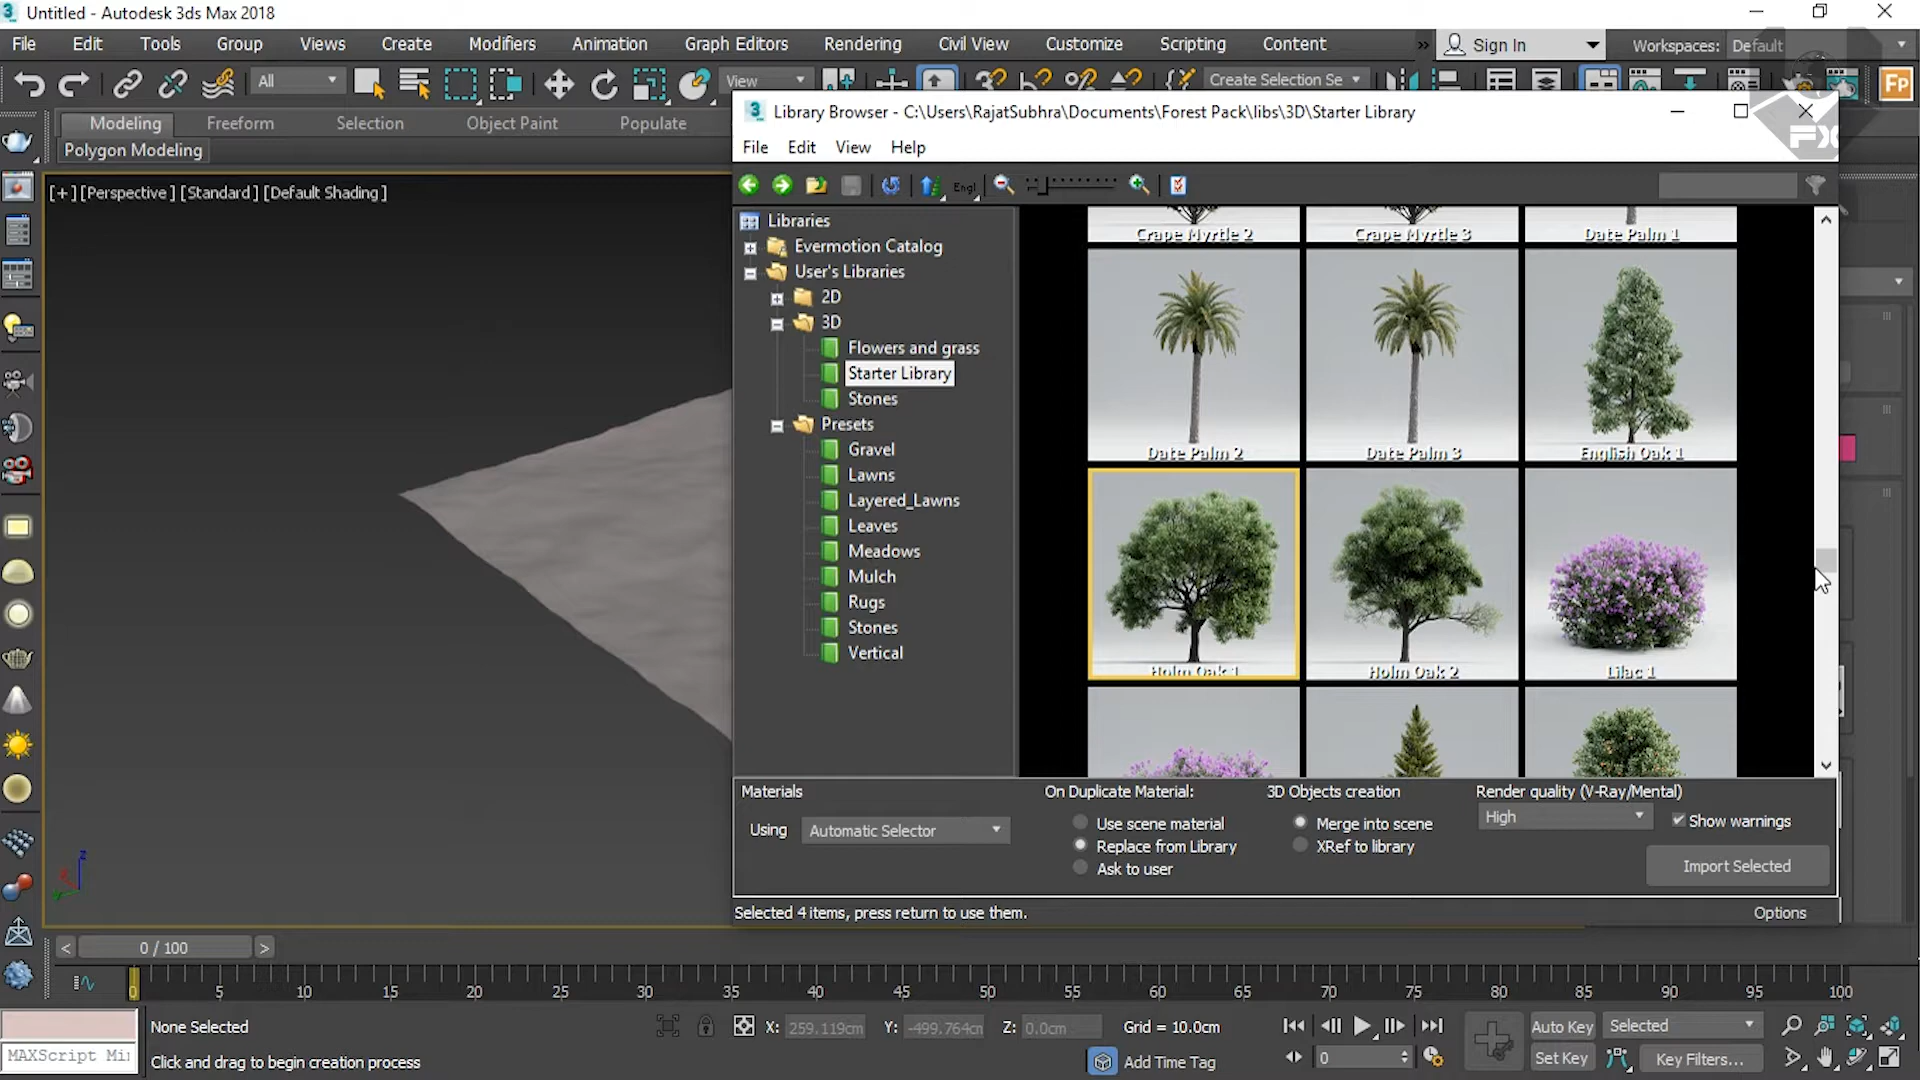 Untitled - Autodesk 3ds Max 2018
File Edit Tools Group Views Create Modifiers Animation Graph Editors Rendering Civil View Customize Scripting Content » Sign In Workspaces: Default
All View Create Selection Se
Modeling Freeform Selection Object Paint Populate
Polygon Modeling
[+] [Perspective] [Standard] [Default Shading]
Library Browser - C:\Users\RajatSubhra\Documents\Forest Pack\libs\3D\Starter Library
File Edit View Help
Engl
Libraries
Evermotion Catalog
User's Libraries
2D
3D
Flowers and grass
Starter Library
Stones
Presets
Gravel
Lawns
Layered_Lawns
Leaves
Meadows
Mulch
Rugs
Stones
Vertical
Crape Myrtle 2 Crape Myrtle 3 Date Palm 1
Date Palm 2 Date Palm 3 English Oak 1
Holm Oak 1 Holm Oak 2 Lilac 1
Materials
Using Automatic Selector
On Duplicate Material:
Use scene material
Replace from Library
Ask to user
3D Objects creation
Merge into scene
XRef to library
Render quality (V-Ray/Mental)
High
Show warnings
Import Selected
Selected 4 items, press return to use them. Options
Fp
FX
z
< 0 / 100 >
0 5 10 15 20 25 30 35 40 45 50 55 60 65 70 75 80 85 90 95 100
None Selected
X: 259.119cm Y: -499.764cm Z: 0.0cm Grid = 10.0cm
Auto Key Selected
MAXScript Mi
Click and drag to begin creation process
Add Time Tag
0
Set Key Key Filters...